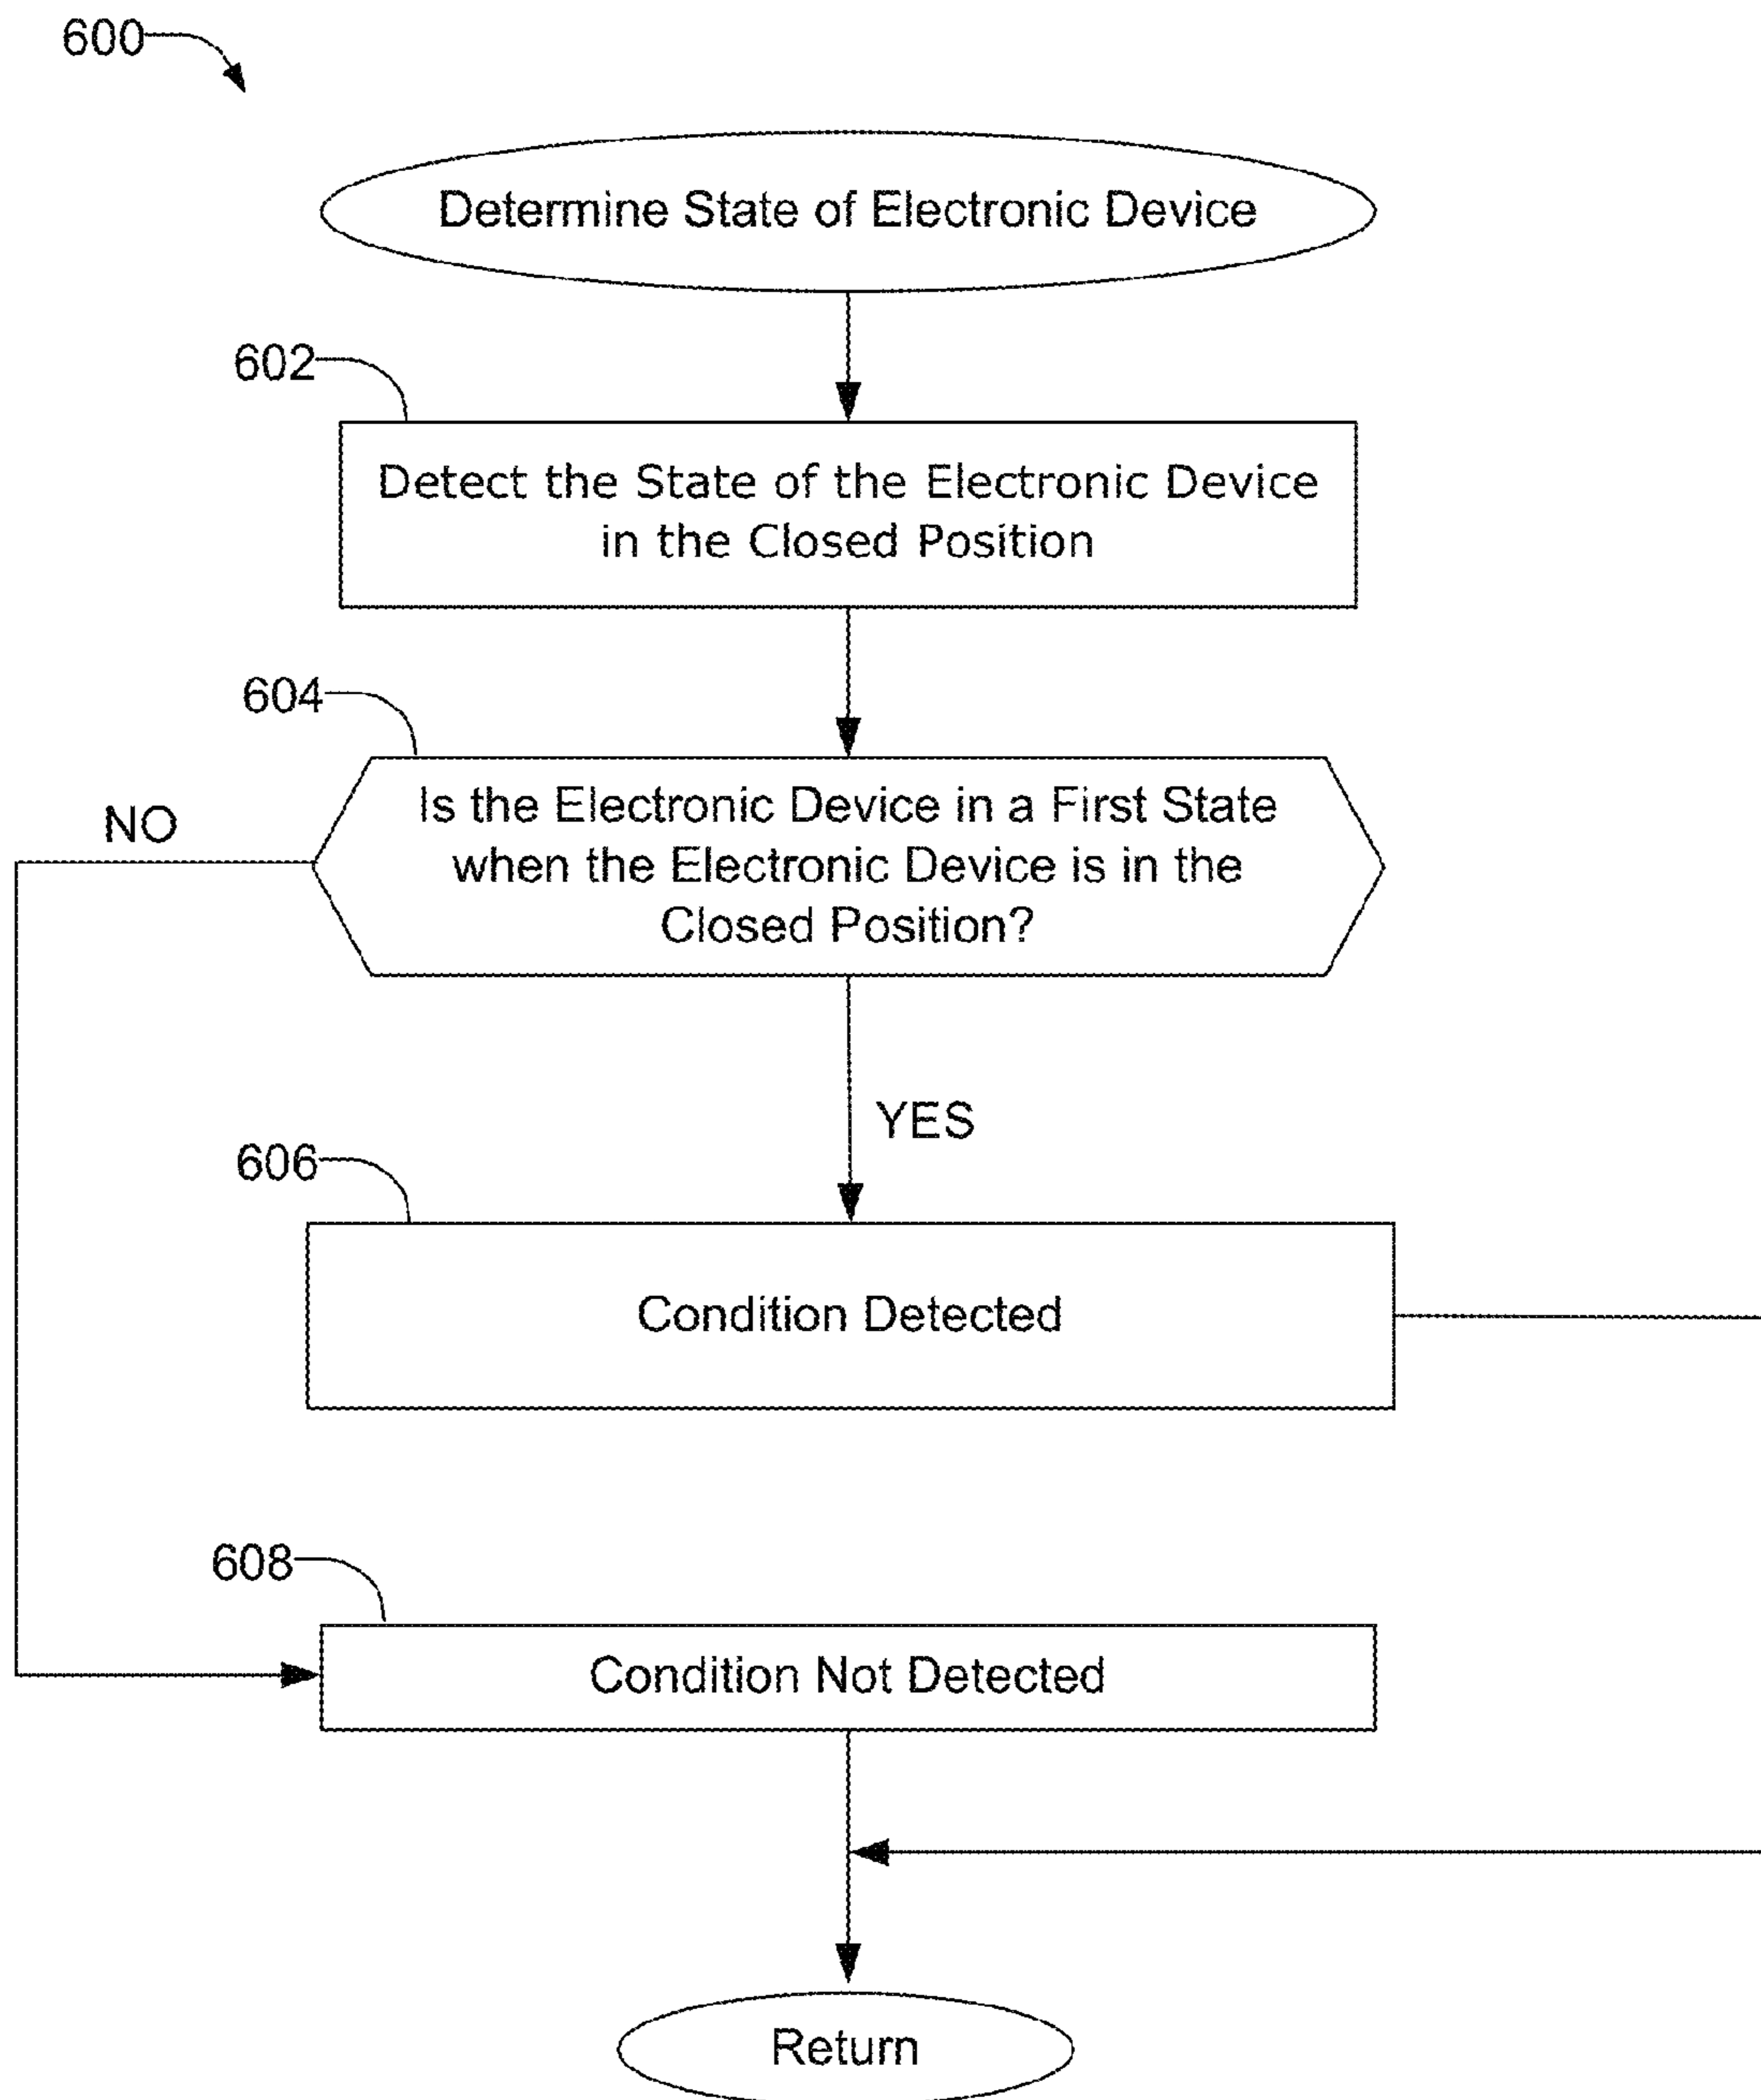 600
Determine State of Electronic Device
602
Detect the State of the Electronic Device
in the Closed Position
604
NO
Is the Electronic Device in a First State
when the Electronic Device is in the
Closed Position?
YES
606
Condition Detected
608
Condition Not Detected
Return